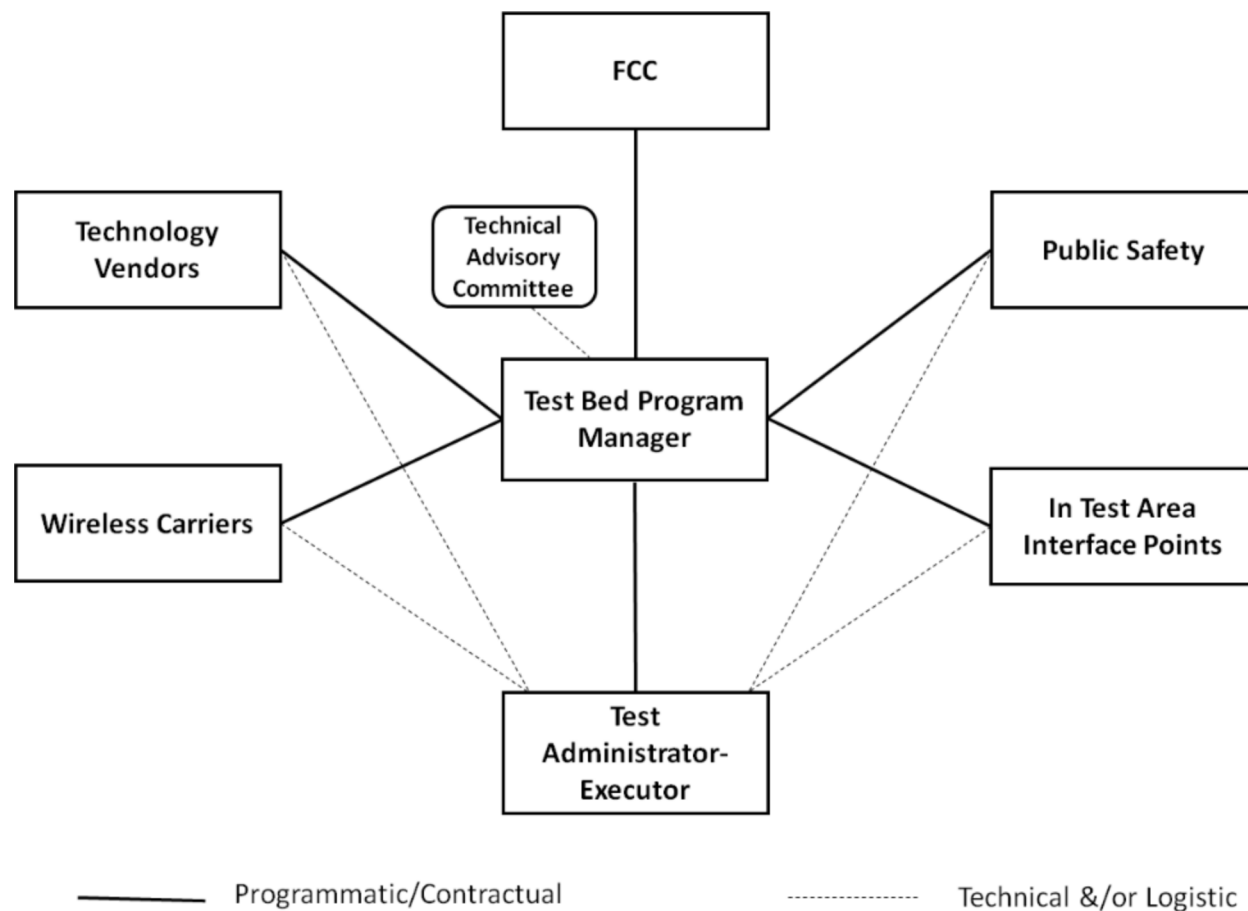 FCC
Technology
Vendors
Technical
Advisory
Committee
Public Safety
Test Bed Program
Manager
Wireless Carriers
In Test Area
Interface Points
Test
Administrator-
Executor
Programmatic/Contractual
Technical &/or Logistic